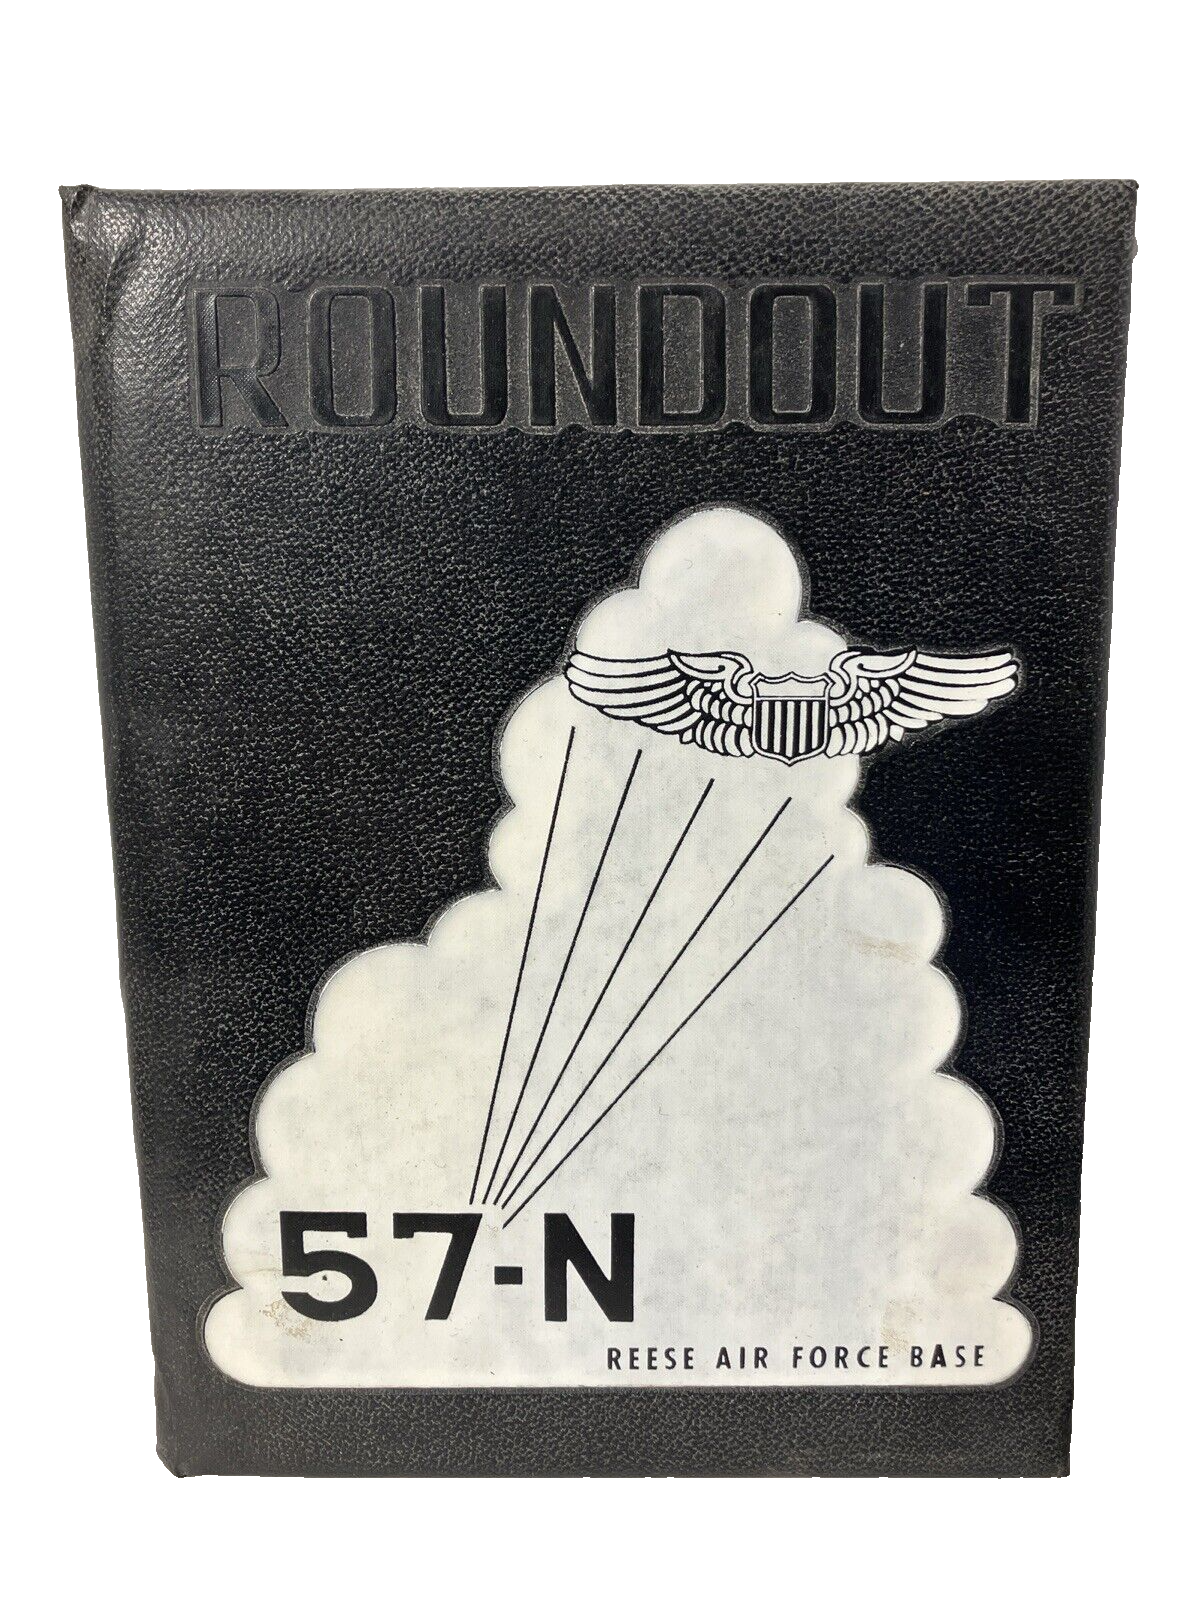 ROUNDOUT
57-N
REESE AIR FORCE BASE